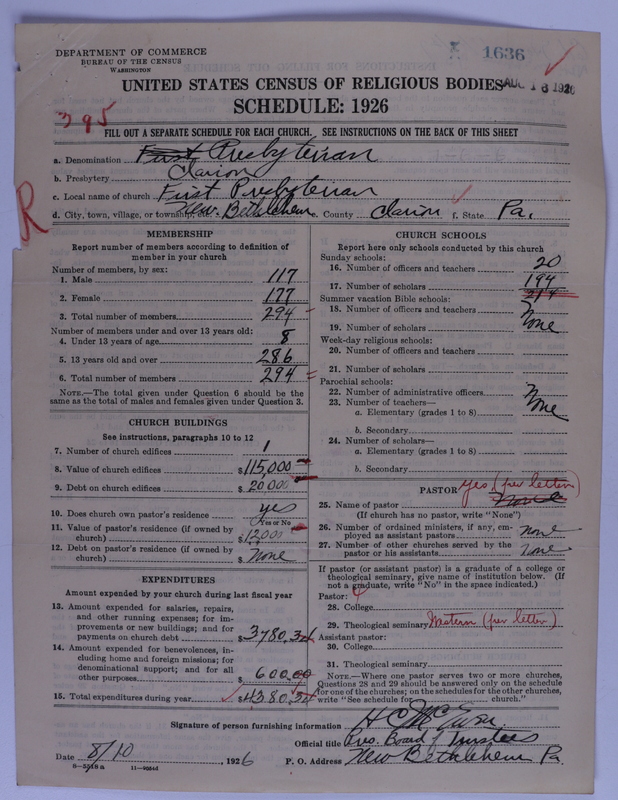 DEPARTMENT OF COMMERCE
BUREAU OF THE CENSUS
WASHINGTON
1636
AUG 18 1926
UNITED STATES CENSUS OF RELIGIOUS BODIES
SCHEDULE: 1926
395
FILL OUT A SEPARATE SCHEDULE FOR EACH CHURCH. SEE INSTRUCTIONS ON THE BACK OF THIS SHEET
a. Denomination First Presbyterian
b. Presbytery Clarion
c. Local name of church First Presbyterian
d. City, town, village, or township, etc. New Bethlehem e. County Clarion f. State Pa.
R
MEMBERSHIP
Report number of members according to definition of
member in your church
Number of members, by sex:
1. Male 117
2. Female 177
3. Total number of members 294
Number of members under and over 13 years old:
4. Under 13 years of age 8
5. 13 years old and over 286
6. Total number of members 294
NOTE.—The total given under Question 6 should be
same as the total of males and females given under Question 3.
CHURCH BUILDINGS
See instructions, paragraphs 10 to 12
7. Number of church edifices 1
8. Value of church edifices $115,000
9. Debt on church edifices $20,000
10. Does church own pastor's residence yes
Yes or No
11. Value of pastor's residence (if owned by
church) $12,000
12. Debt on pastor's residence (if owned by
church) $None
EXPENDITURES
Amount expended by your church during last fiscal year
13. Amount expended for salaries, repairs,
and other running expenses; for im-
provements or new buildings; and for
payments on church debt $3780.34
14. Amount expended for benevolences, in-
cluding home and foreign missions; for
denominational support; and for all
other purposes $600.00
15. Total expenditures during year $4380.34
CHURCH SCHOOLS
Report here only schools conducted by this church
Sunday schools:
16. Number of officers and teachers 20
17. Number of scholars 194
214
Summer vacation Bible schools:
18. Number of officers and teachers
19. Number of scholars None
Week-day religious schools:
20. Number of officers and teachers
21. Number of scholars
Parochial schools:
22. Number of administrative officers
23. Number of teachers— None
a. Elementary (grades 1 to 8)
b. Secondary
24. Number of scholars—
a. Elementary (grades 1 to 8)
b. Secondary
PASTOR yes (per letter)
25. Name of pastor None
(If church has no pastor, write "None")
26. Number of ordained ministers, if any, em-
ployed as assistant pastors none
27. Number of other churches served by the
pastor or his assistants none
If pastor (or assistant pastor) is a graduate of a college or
theological seminary, give name of institution below. (If
not a graduate, write "No" in the space indicated.)
Pastor:
28. College
29. Theological seminary Western (per letter)
Assistant pastor:
30. College
31. Theological seminary
NOTE.—Where one pastor serves two or more churches,
Questions 28 and 29 should be answered only on the schedule
for one of the churches; on the schedules for the other churches,
write "See schedule for church."
Signature of person furnishing information H C McEwen
Official title Pres. Board of Trustees
Date 8/10, 1926 P. O. Address New Bethlehem Pa.
8—5518a 11—9654d